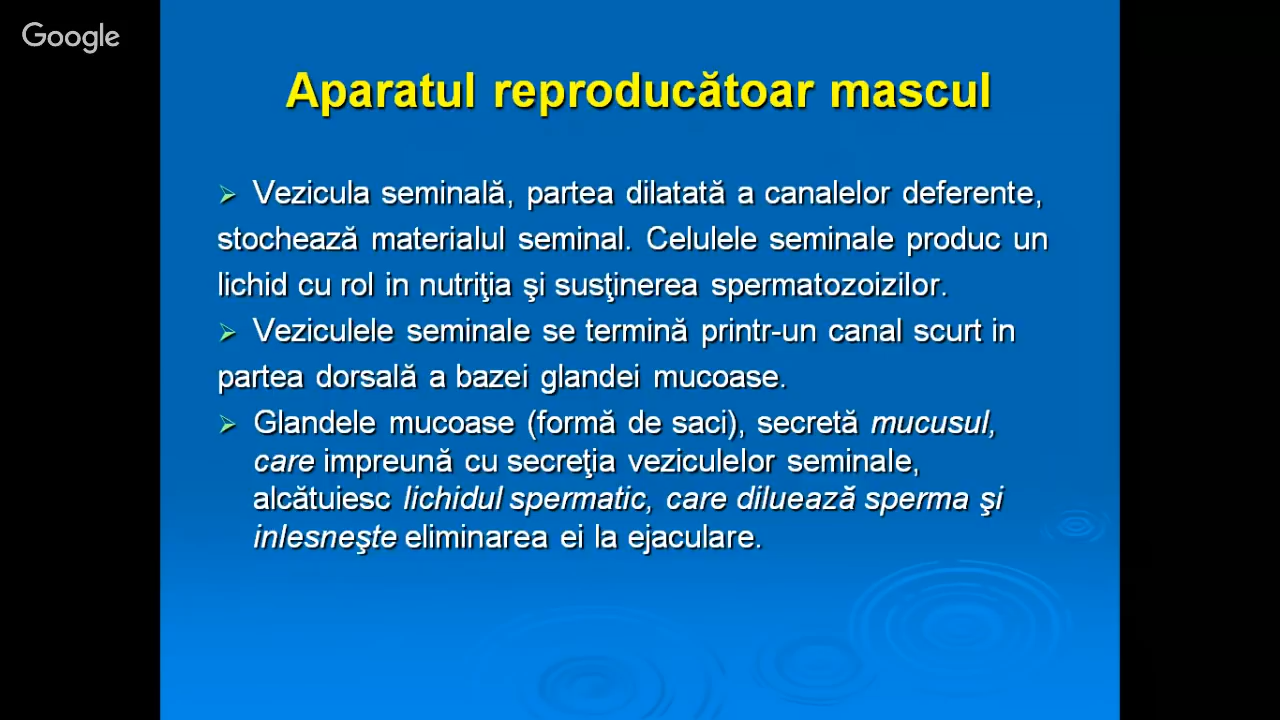 Google
Aparatul reproducătoar mascul
➢ Vezicula seminală, partea dilatată a canalelor deferente,
stochează materialul seminal. Celulele seminale produc un
lichid cu rol in nutriţia şi susţinerea spermatozoizilor.
➢ Veziculele seminale se termină printr-un canal scurt in
partea dorsală a bazei glandei mucoase.
➢ Glandele mucoase (formă de saci), secretă mucusul,
care impreună cu secreţia veziculelor seminale,
alcătuiesc lichidul spermatic, care diluează sperma şi
inlesneşte eliminarea ei la ejaculare.